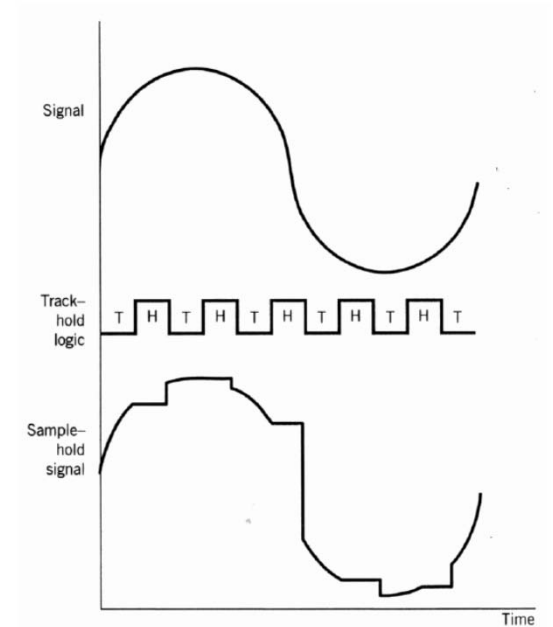 Signal
Track–
hold
logic
T H T H T H T H T H T
Sample–
hold
signal
Time